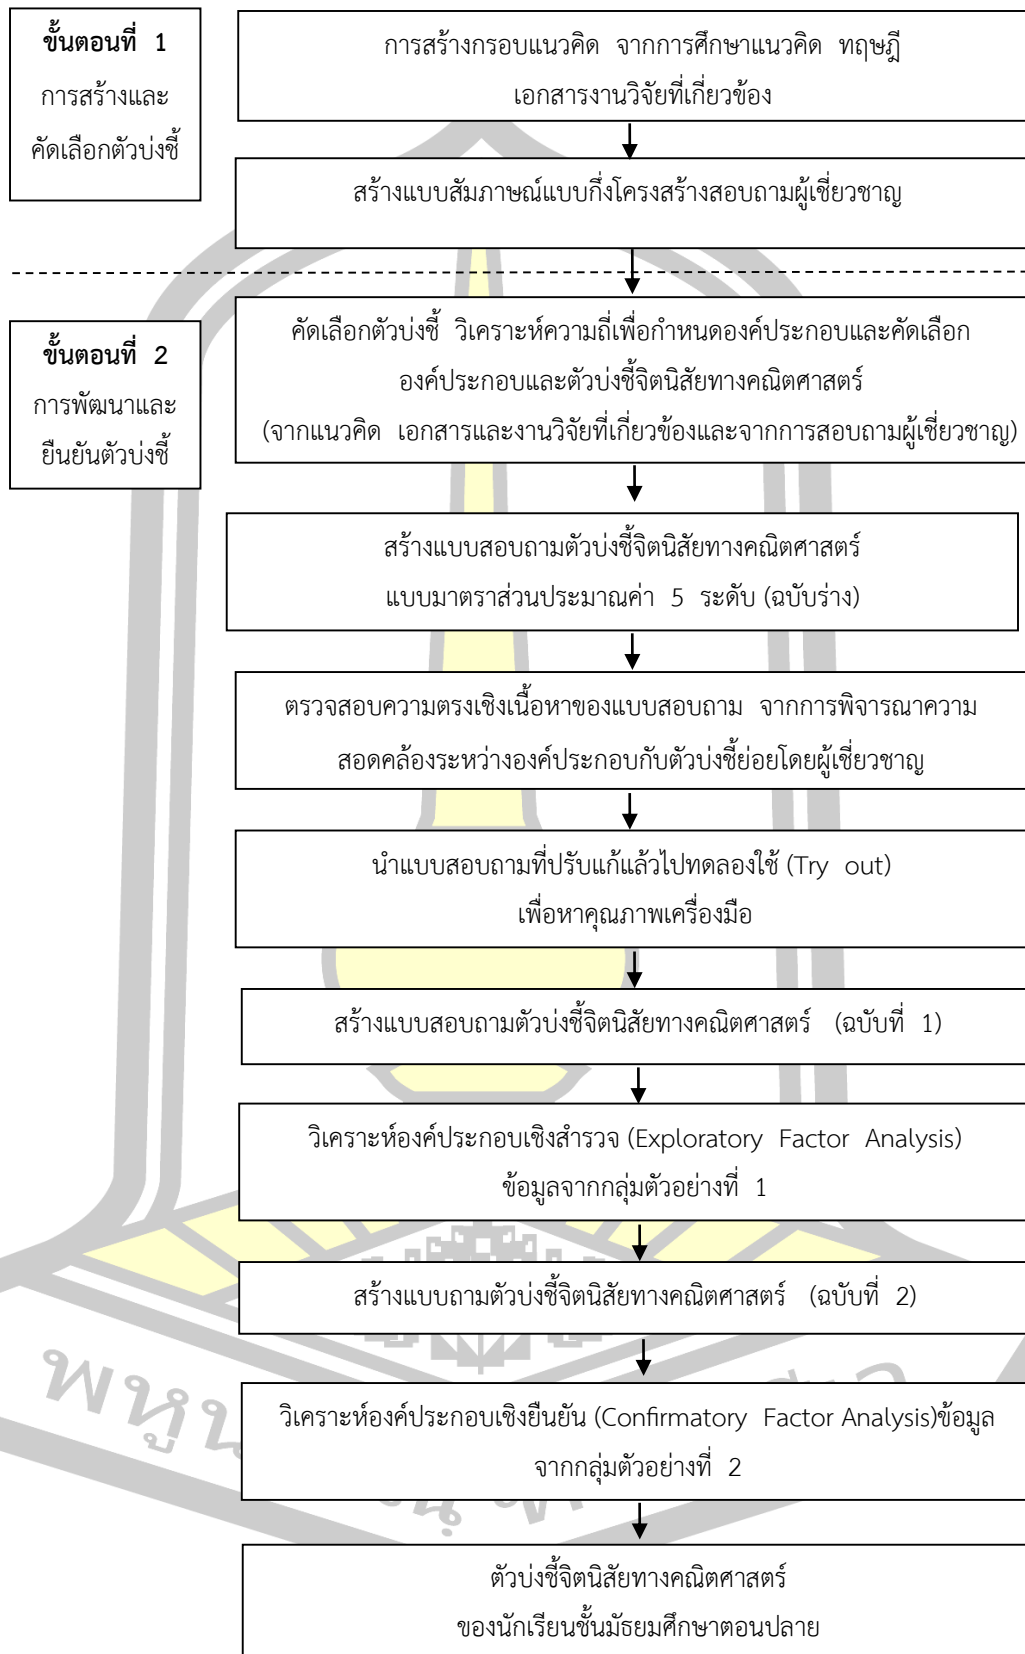 ขั้นตอนที่ 1
การสร้างและ
คัดเลือกตัวบ่งชี้
การสร้างกรอบแนวคิด จากการศึกษาแนวคิด ทฤษฎี
เอกสารงานวิจัยที่เกี่ยวข้อง
สร้างแบบสัมภาษณ์แบบกึ่งโครงสร้างสอบถามผู้เชี่ยวชาญ
ขั้นตอนที่ 2
การพัฒนาและ
ยืนยันตัวบ่งชี้
คัดเลือกตัวบ่งชี้ วิเคราะห์ความถี่เพื่อกำหนดองค์ประกอบและคัดเลือก
องค์ประกอบและตัวบ่งชี้จิตนิสัยทางคณิตศาสตร์
(จากแนวคิด เอกสารและงานวิจัยที่เกี่ยวข้องและจากการสอบถามผู้เชี่ยวชาญ)
สร้างแบบสอบถามตัวบ่งชี้จิตนิสัยทางคณิตศาสตร์
แบบมาตราส่วนประมาณค่า 5 ระดับ (ฉบับร่าง)
ตรวจสอบความตรงเชิงเนื้อหาของแบบสอบถาม จากการพิจารณาความ
สอดคล้องระหว่างองค์ประกอบกับตัวบ่งชี้ย่อยโดยผู้เชี่ยวชาญ
นำแบบสอบถามที่ปรับแก้แล้วไปทดลองใช้ (Try out)
เพื่อหาคุณภาพเครื่องมือ
สร้างแบบสอบถามตัวบ่งชี้จิตนิสัยทางคณิตศาสตร์ (ฉบับที่ 1)
วิเคราะห์องค์ประกอบเชิงสำรวจ (Exploratory Factor Analysis)
ข้อมูลจากกลุ่มตัวอย่างที่ 1
สร้างแบบถามตัวบ่งชี้จิตนิสัยทางคณิตศาสตร์ (ฉบับที่ 2)
วิเคราะห์องค์ประกอบเชิงยืนยัน (Confirmatory Factor Analysis)ข้อมูล
จากกลุ่มตัวอย่างที่ 2
ตัวบ่งชี้จิตนิสัยทางคณิตศาสตร์
ของนักเรียนชั้นมัธยมศึกษาตอนปลาย